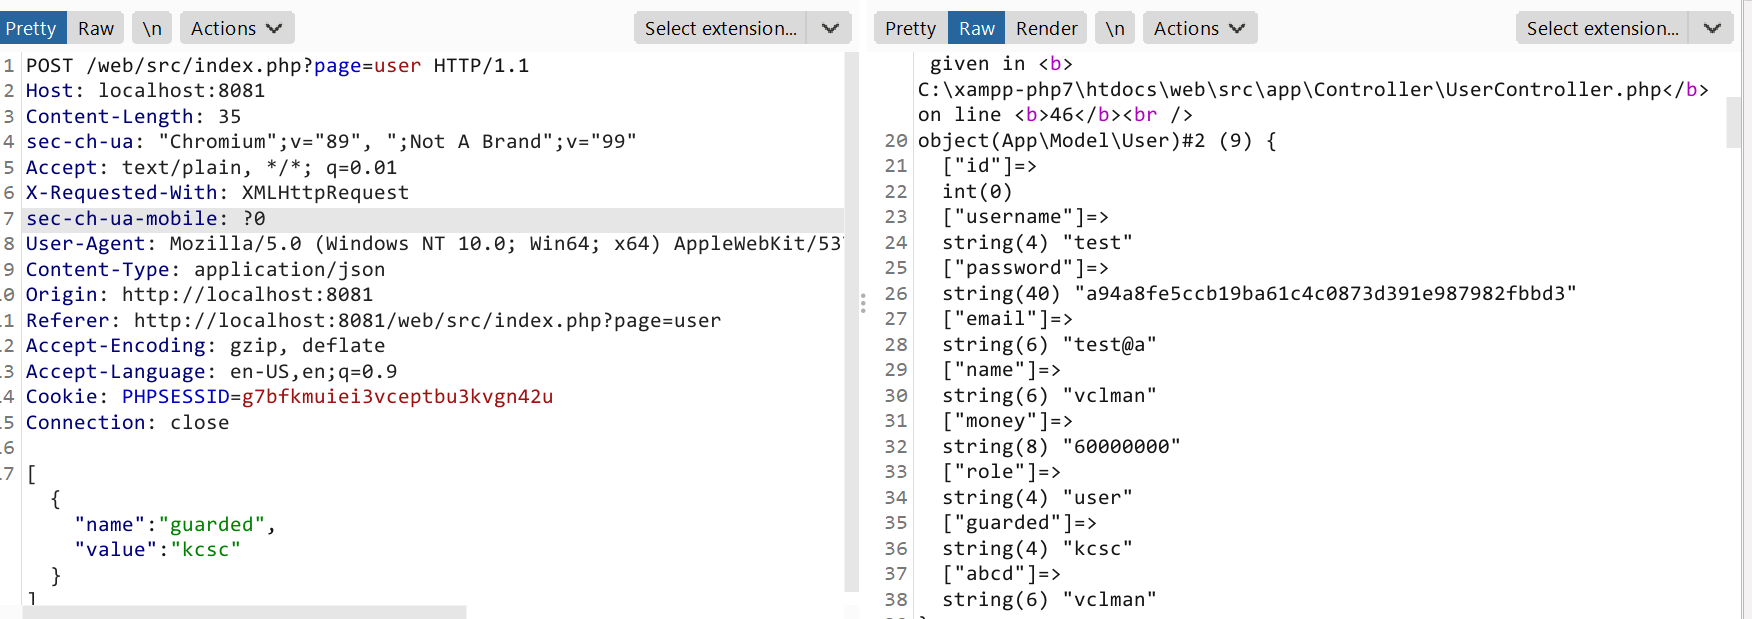 Pretty Raw \n Actions Select extension...
1 POST /web/src/index.php?page=user HTTP/1.1
2 Host: localhost:8081
3 Content-Length: 35
4 sec-ch-ua: "Chromium";v="89", ";Not A Brand";v="99"
5 Accept: text/plain, */*; q=0.01
6 X-Requested-With: XMLHttpRequest
7 sec-ch-ua-mobile: ?0
8 User-Agent: Mozilla/5.0 (Windows NT 10.0; Win64; x64) AppleWebKit/53
9 Content-Type: application/json
0 Origin: http://localhost:8081
1 Referer: http://localhost:8081/web/src/index.php?page=user
2 Accept-Encoding: gzip, deflate
3 Accept-Language: en-US,en;q=0.9
4 Cookie: PHPSESSID=g7bfkmuiei3vceptbu3kvgn42u
5 Connection: close
6
7 [
{
"name":"guarded",
"value":"kcsc"
}
]
Pretty Raw Render \n Actions Select extension...
given in <b>
C:\xampp-php7\htdocs\web\src\app\Controller\UserController.php</b>
on line <b>46</b><br />
20 object(App\Model\User)#2 (9) {
21 ["id"]=>
22 int(0)
23 ["username"]=>
24 string(4) "test"
25 ["password"]=>
26 string(40) "a94a8fe5ccb19ba61c4c0873d391e987982fbbd3"
27 ["email"]=>
28 string(6) "test@a"
29 ["name"]=>
30 string(6) "vclman"
31 ["money"]=>
32 string(8) "60000000"
33 ["role"]=>
34 string(4) "user"
35 ["guarded"]=>
36 string(4) "kcsc"
37 ["abcd"]=>
38 string(6) "vclman"